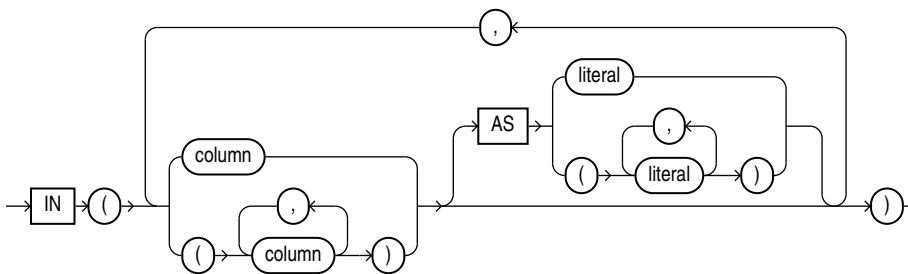 ,
literal
AS
,
column
( literal )
IN ( , )
( column )